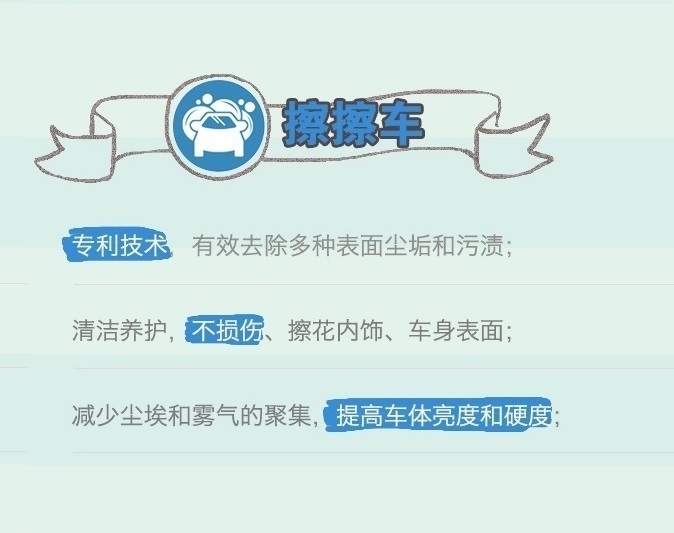 擦擦车
专利技术，有效去除多种表面尘垢和污渍；
清洁养护，不损伤、擦花内饰、车身表面；
减少尘埃和雾气的聚集，提高车体亮度和硬度；